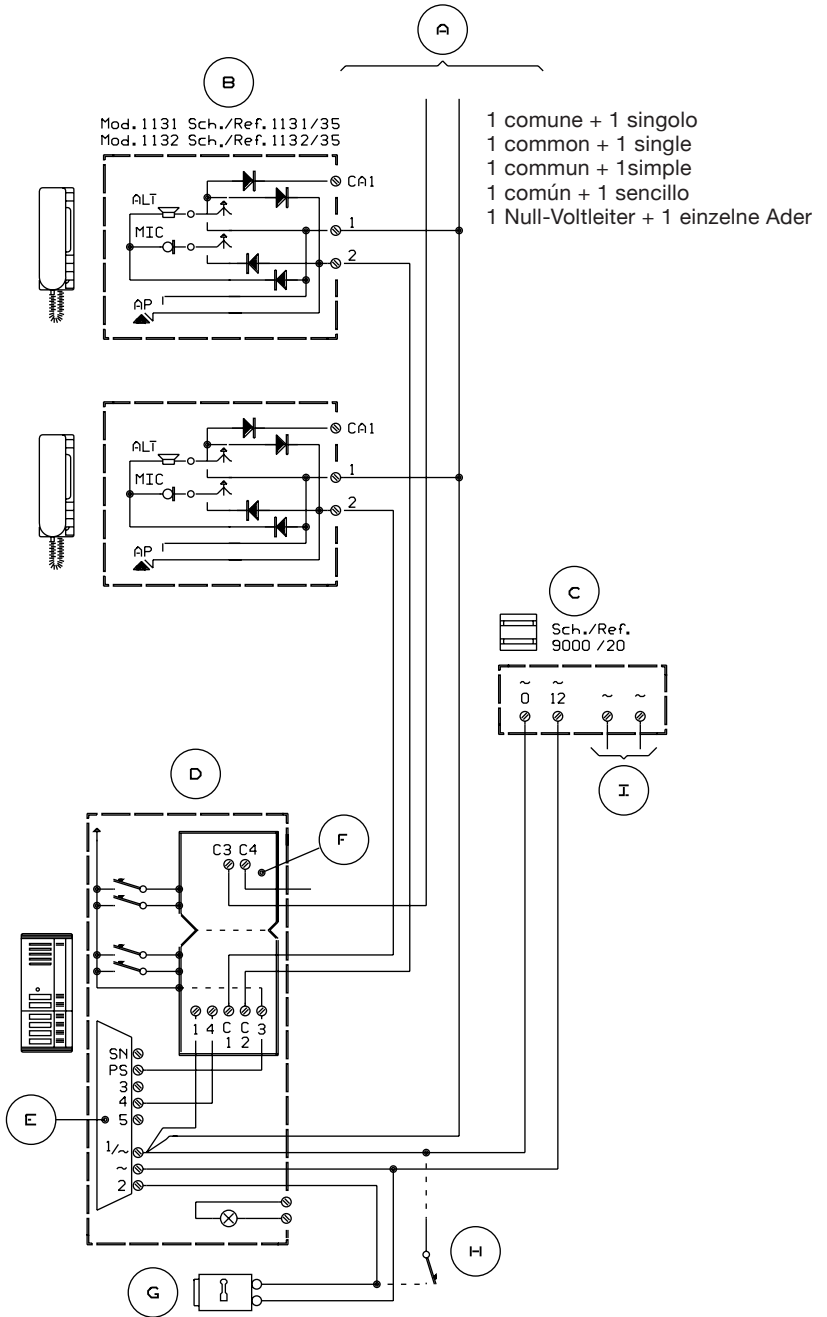 A
B
Mod.1131 Sch./Ref.1131/35
Mod.1132 Sch./Ref.1132/35
1 comune + 1 singolo
1 common + 1 single
1 commun + 1simple
1 común + 1 sencillo
1 Null-Voltleiter + 1 einzelne Ader
CA1
ALT
1
MIC
2
AP
CA1
ALT
1
MIC
2
AP
C
Sch./Ref.
9000 /20
~ ~ ~ ~
0 12
I
D
F
C3 C4
1 4 C C 3
1 2
SN
PS
3
4
E
5
1/~
~
2
H
G